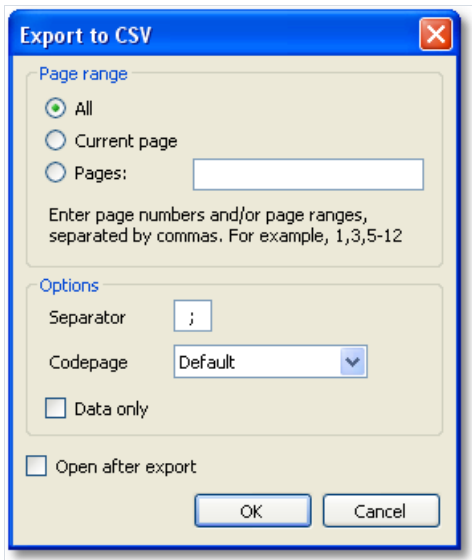 Export to CSV
Page range
All
Current page
Pages:
Enter page numbers and/or page ranges,
separated by commas. For example, 1,3,5-12
Options
Separator ;
Codepage Default
Data only
Open after export
OK Cancel